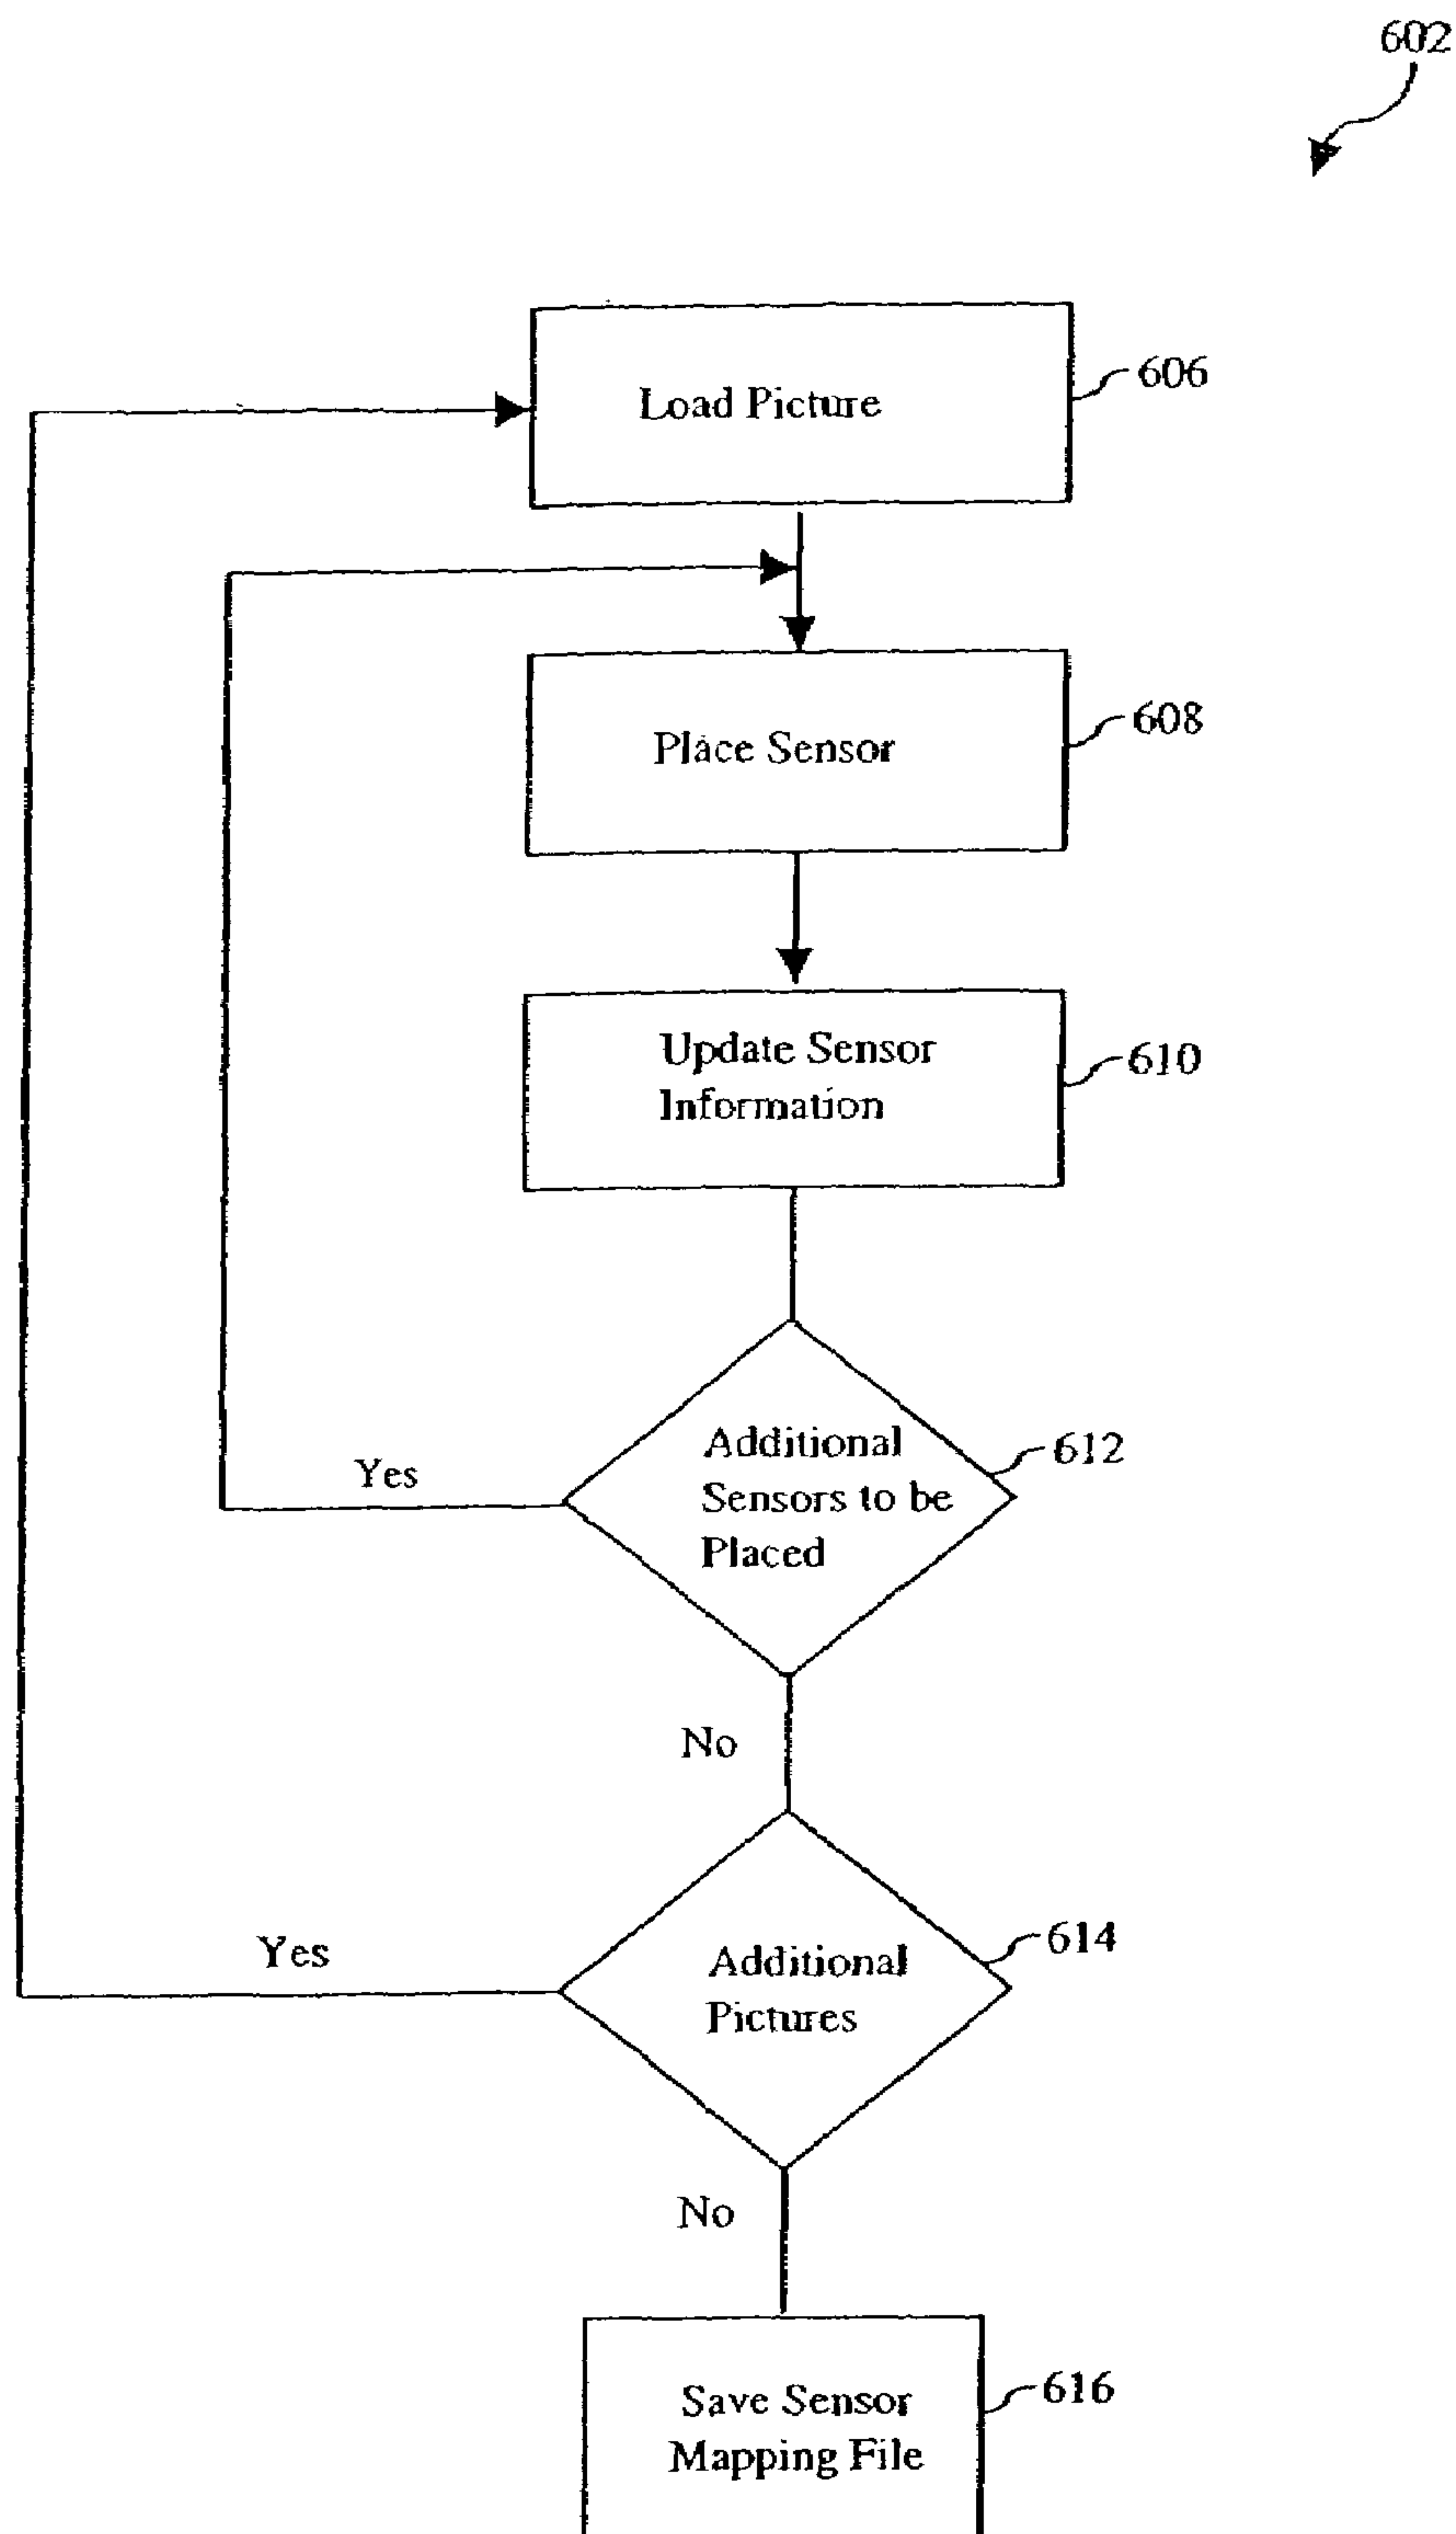 602
Load Picture
606
Place Sensor
608
Update Sensor
Information
610
Additional
Sensors to be
Placed
612
Yes
No
Additional
Pictures
614
Yes
No
Save Sensor
Mapping File
616